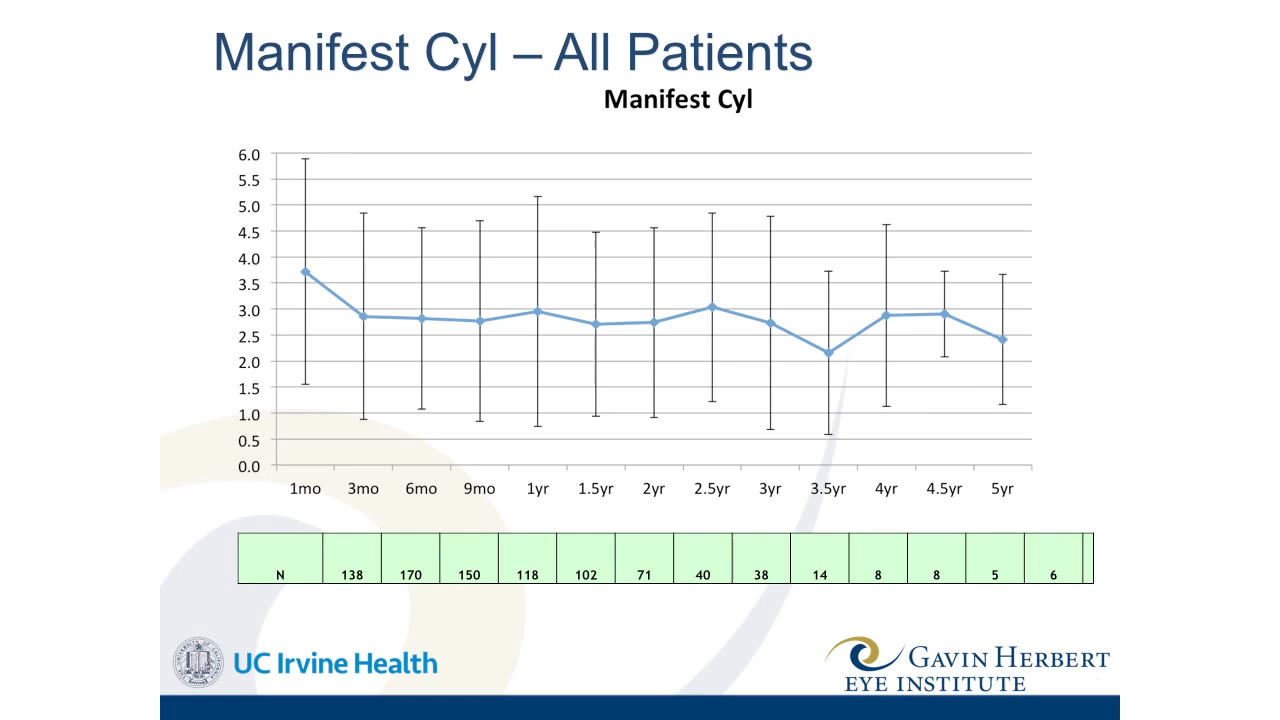 Manifest Cyl – All Patients
Manifest Cyl
6.0
5.5
5.0
4.5
4.0
3.5
3.0
2.5
2.0
1.5
1.0
0.5
0.0
1mo 3mo 6mo 9mo 1yr 1.5yr 2yr 2.5yr 3yr 3.5yr 4yr 4.5yr 5yr
N 138 170 150 118 102 71 40 38 14 8 8 5 6
UC Irvine Health
GAVIN HERBERT
EYE INSTITUTE